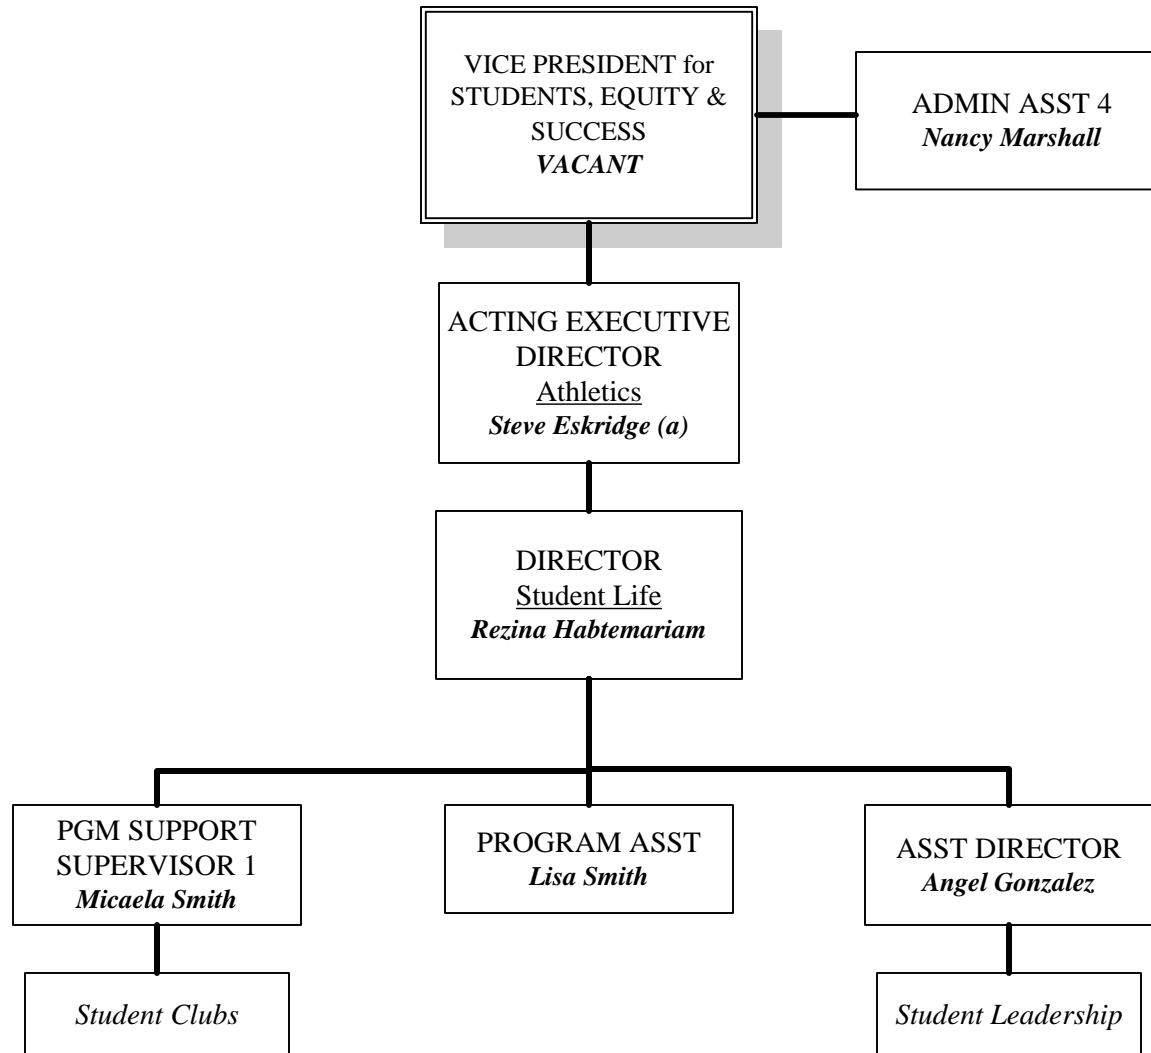 VICE PRESIDENT for
STUDENTS, EQUITY &
SUCCESS
VACANT
ADMIN ASST 4
Nancy Marshall
ACTING EXECUTIVE
DIRECTOR
Athletics
Steve Eskridge (a)
DIRECTOR
Student Life
Rezina Habtemariam
PGM SUPPORT
SUPERVISOR 1
Micaela Smith
PROGRAM ASST
Lisa Smith
ASST DIRECTOR
Angel Gonzalez
Student Clubs
Student Leadership